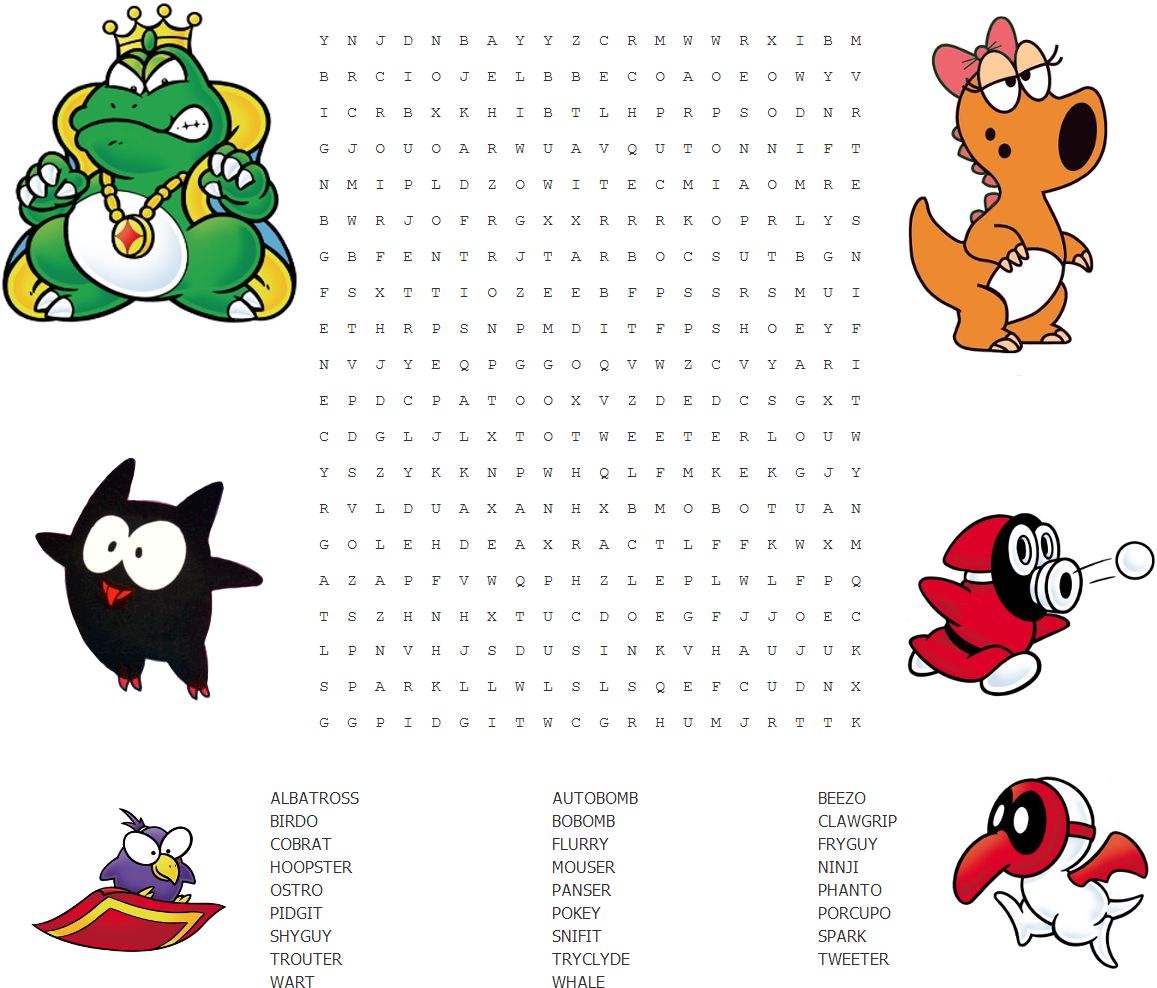 Y N J D N B A Y Y Z C R M W W R X I B M
B R C I O J E L B B E C O A O E O W Y V
I C R B X K H I B T L H P R P S O D N R
G J O U O A R W U A V Q U T O N N I F T
N M I P L D Z O W I T E C M I A O M R E
B W R J O F R G X X R R R K O P R L Y S
G B F E N T R J T A R B O C S U T B G N
F S X T T I O Z E E B F P S S R S M U I
E T H R P S N P M D I T F P S H O E Y F
N V J Y E Q P G G O Q V W Z C V Y A R I
E P D C P A T O O X V Z D E D C S G X T
C D G L J L X T O T W E E T E R L O U W
Y S Z Y K K N P W H Q L F M K E K G J Y
R V L D U A X A N H X B M O B O T U A N
G O L E H D E A X R A C T L F F K W X M
A Z A P F V W Q P H Z L E P L W L F P Q
T S Z H N H X T U C D O E G F J J O E C
L P N V H J S D U S I N K V H A U J U K
S P A R K L L W L S L S Q E F C U D N X
G G P I D G I T W C G R H U M J R T T K
ALBATROSS AUTOBOMB BEEZO
BIRDO BOBOMB CLAWGRIP
COBRAT FLURRY FRYGUY
HOOPSTER MOUSER NINJI
OSTRO PANSER PHANTO
PIDGIT POKEY PORCUPO
SHYGUY SNIFIT SPARK
TROUTER TRYCLYDE TWEETER
WART WHALE